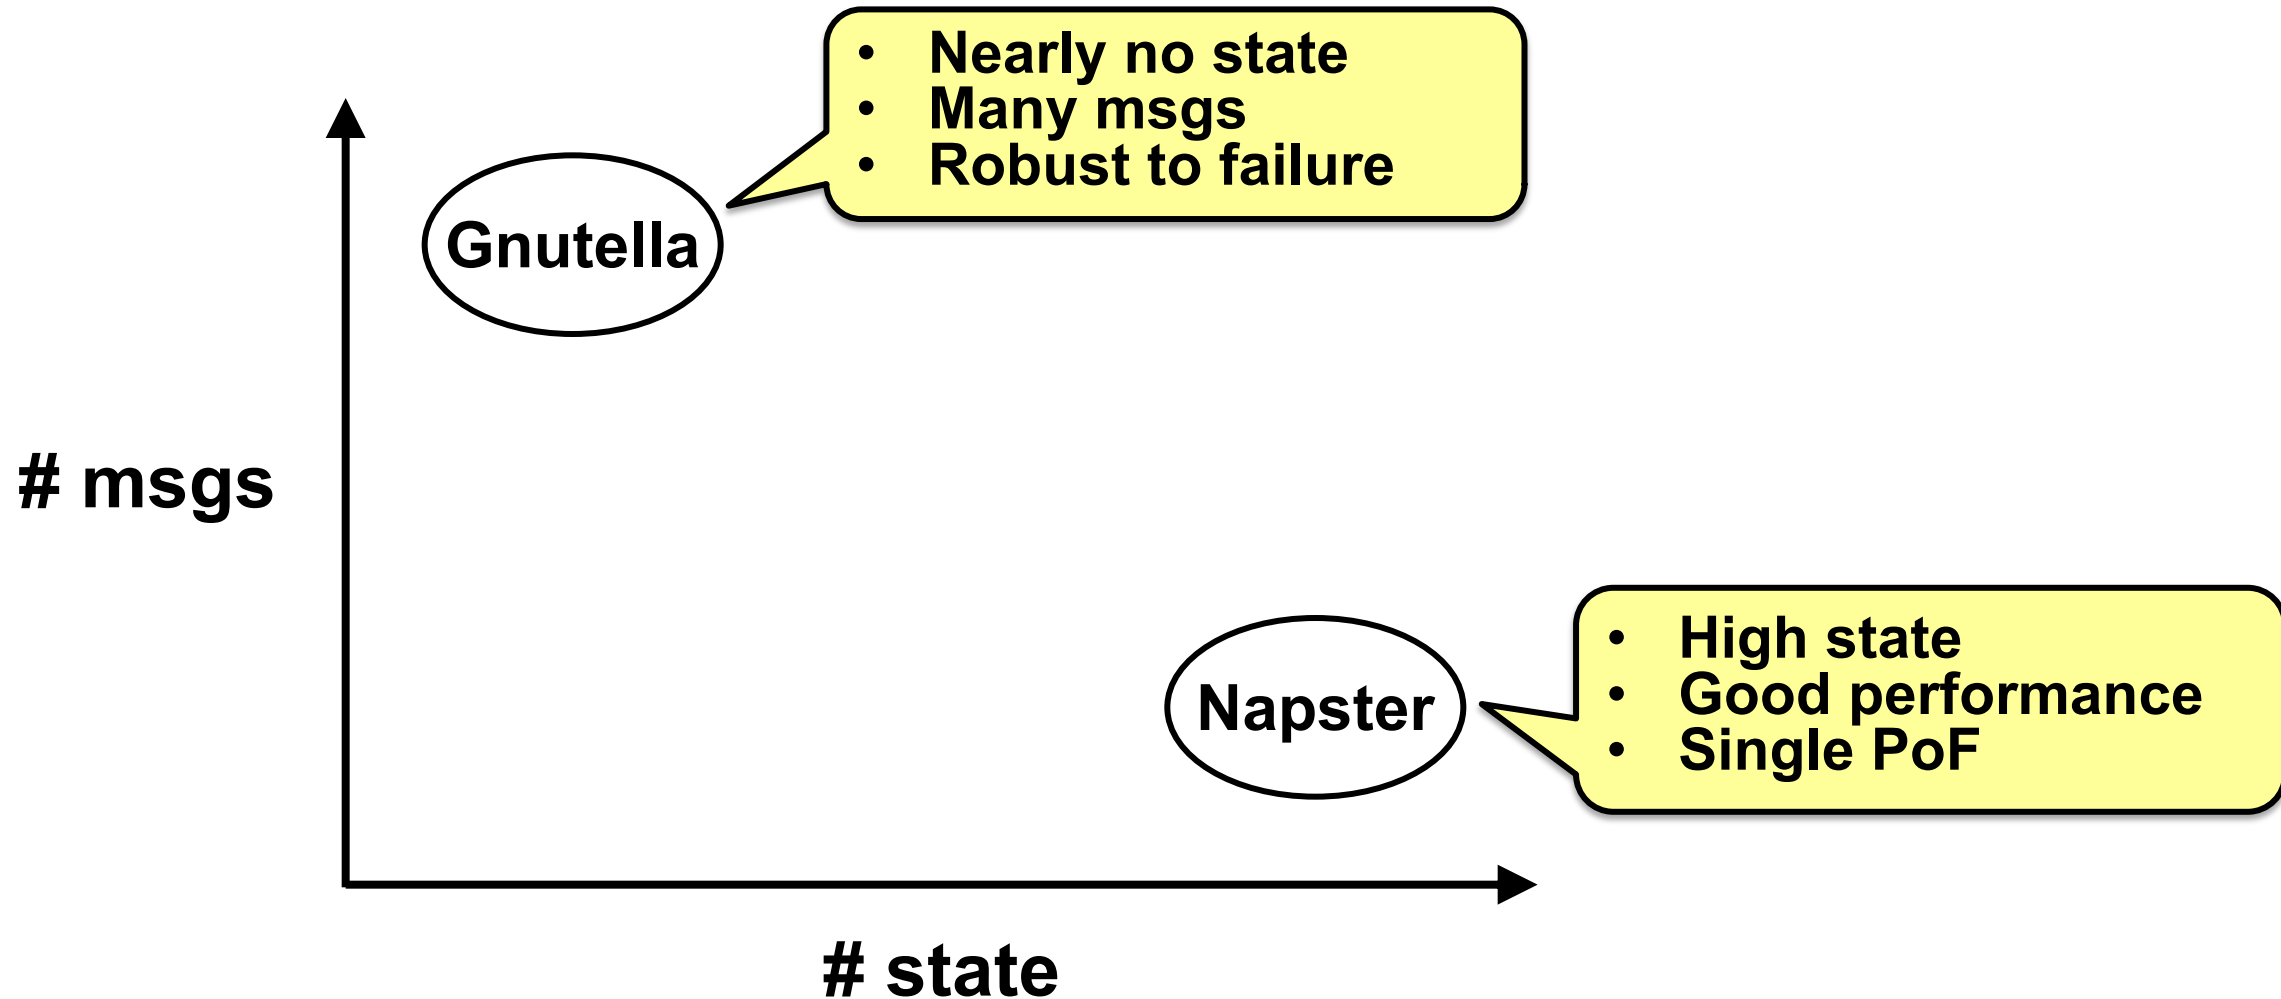 • Nearly no state
• Many msgs
• Robust to failure
Gnutella
# msgs
• High state
• Good performance
• Single PoF
Napster
# state